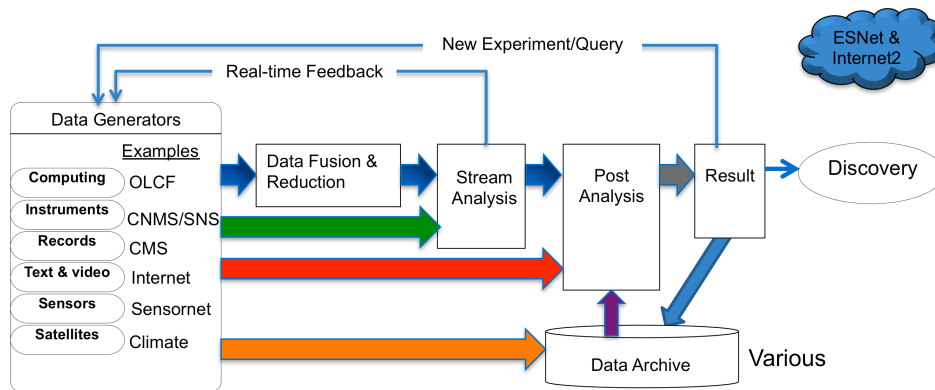 New Experiment/Query
ESNet &
Internet2
Real-time Feedback
Data Generators
Examples
Computing OLCF
Instruments CNMS/SNS
Records CMS
Text & video Internet
Sensors Sensornet
Satellites Climate
Data Fusion &
Reduction
Stream
Analysis
Post
Analysis
Result
Discovery
Data Archive
Various